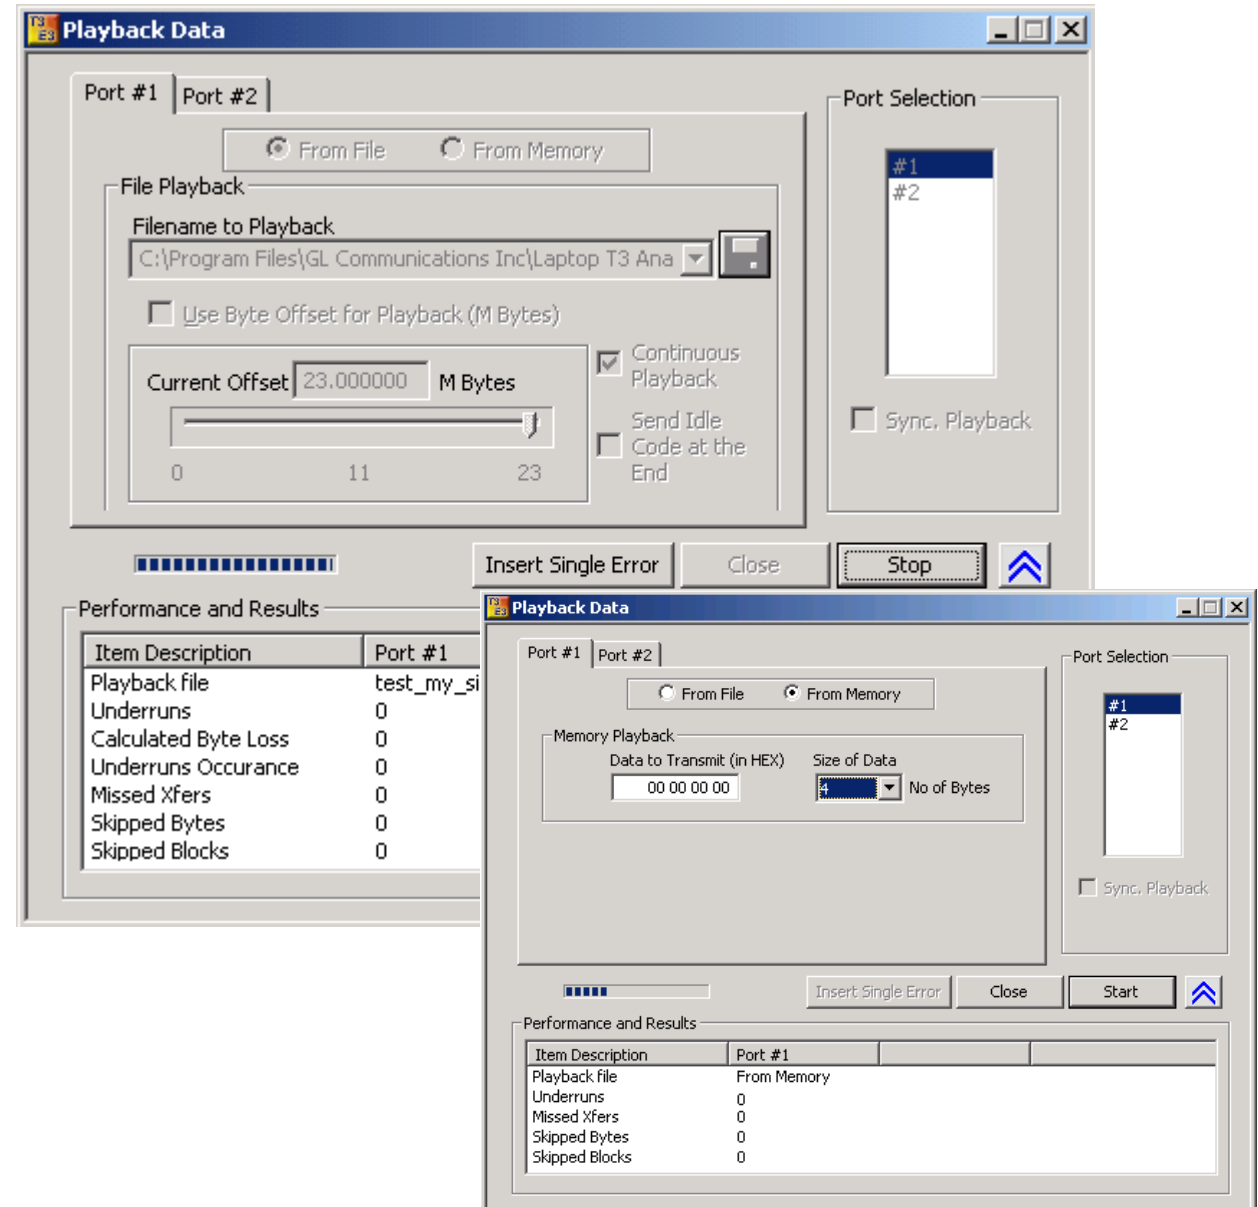 T3 E3 Playback Data
Port #1 Port #2
Port Selection
From File From Memory
#1
#2
File Playback
Filename to Playback
C:\Program Files\GL Communications Inc\Laptop T3 Ana
Use Byte Offset for Playback (M Bytes)
Current Offset 23.000000 M Bytes
Continuous
Playback
0 11 23
Send Idle
Code at the
End
Sync. Playback
Insert Single Error Close Stop
Performance and Results
Item Description Port #1
Playback file test_my_si
Underruns 0
Calculated Byte Loss 0
Underruns Occurance 0
Missed Xfers 0
Skipped Bytes 0
Skipped Blocks 0
T3 E3 Playback Data
Port #1 Port #2
Port Selection
From File From Memory
#1
#2
Memory Playback
Data to Transmit (in HEX) Size of Data
00 00 00 00 4 No of Bytes
Sync. Playback
Insert Single Error Close Start
Performance and Results
Item Description Port #1
Playback file From Memory
Underruns 0
Missed Xfers 0
Skipped Bytes 0
Skipped Blocks 0